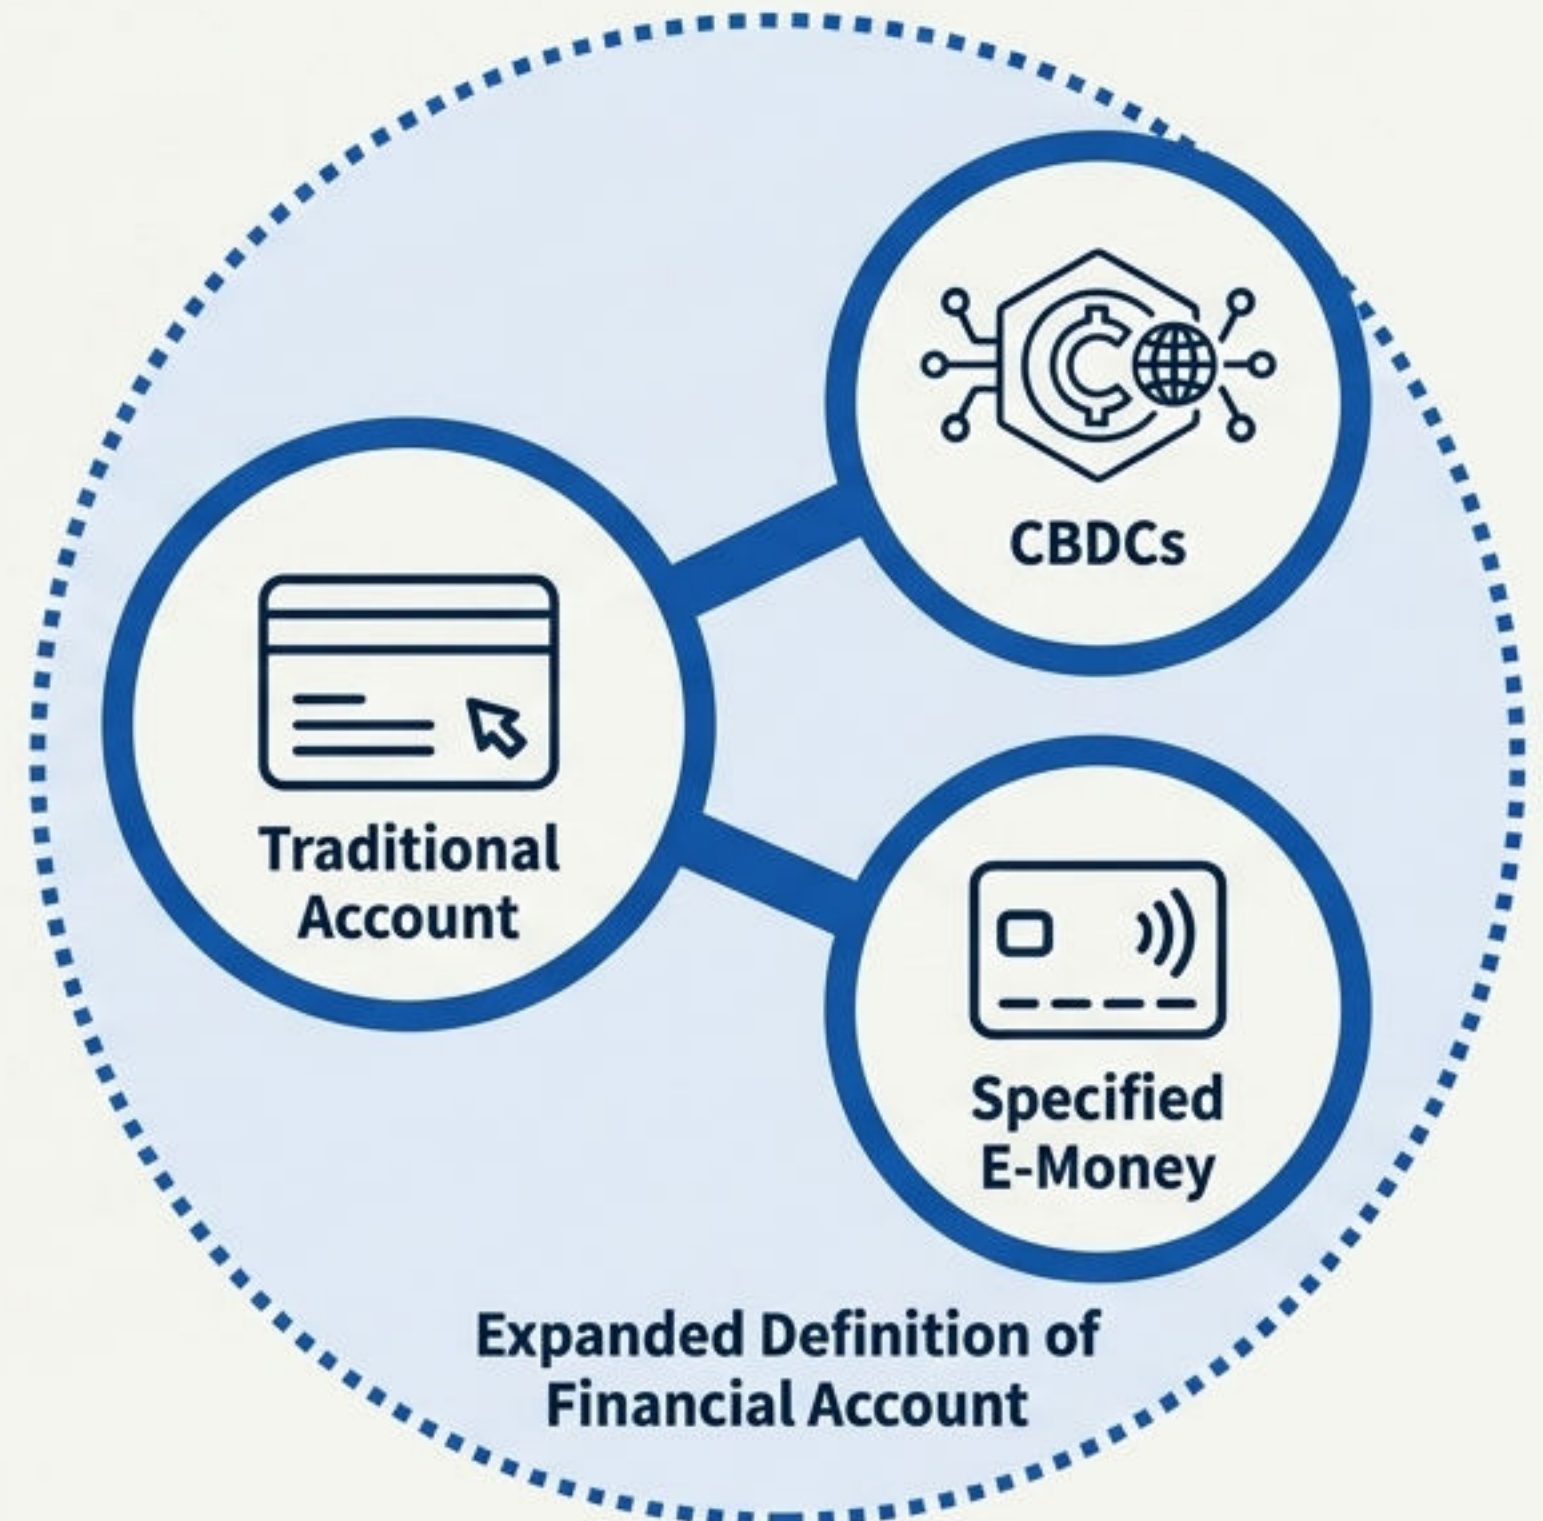 CBDCs
Traditional
Account
Specified
E-Money
Expanded Definition of
Financial Account